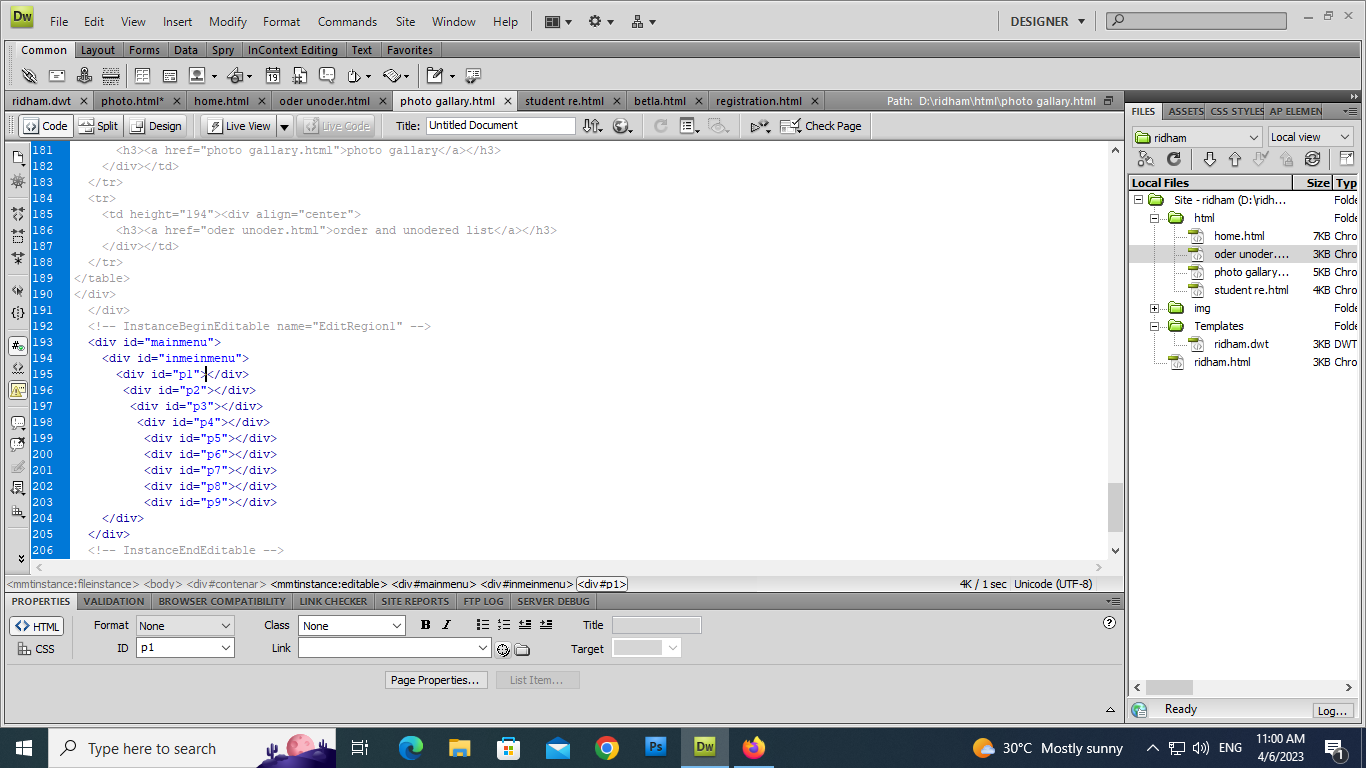 Dw File Edit View Insert Modify Format Commands Site Window Help DESIGNER
Common Layout Forms Data Spry InContext Editing Text Favorites
ridham.dwt photo.html* home.html oder unoder.html photo gallary.html student re.html betla.html registration.html Path: D:\ridham\html\photo gallary.html
Code Split Design Live View Live Code Title: Untitled Document Check Page
181 <h3><a href="photo gallary.html">photo gallary</a></h3>
182 </div></td>
183 </tr>
184 <tr>
185 <td height="194"><div align="center">
186 <h3><a href="oder unoder.html">order and unodered list</a></h3>
187 </div></td>
188 </tr>
189 </table>
190 </div>
191 </div>
192 <!-- InstanceBeginEditable name="EditRegion1" -->
193 <div id="mainmenu">
194 <div id="inmeinmenu">
195 <div id="p1"></div>
196 <div id="p2"></div>
197 <div id="p3"></div>
198 <div id="p4"></div>
199 <div id="p5"></div>
200 <div id="p6"></div>
201 <div id="p7"></div>
202 <div id="p8"></div>
203 <div id="p9"></div>
204 </div>
205 </div>
206 <!-- InstanceEndEditable -->
<mmtinstance:fileinstance> <body> <div#contenar> <mmtinstance:editable> <div#mainmenu> <div#inmeinmenu> <div#p1> 4K / 1 sec Unicode (UTF-8)
PROPERTIES VALIDATION BROWSER COMPATIBILITY LINK CHECKER SITE REPORTS FTP LOG SERVER DEBUG
<> HTML Format None Class None B I Title
CSS ID p1 Link Target
Page Properties... List Item...
FILES ASSETS CSS STYLES AP ELEMEN
ridham Local view
Local Files Size Typ
Site - ridham (D:\ridh... Folde
html Folde
home.html 7KB Chro
oder unoder.... 3KB Chro
photo gallary... 5KB Chro
student re.html 4KB Chro
img Folde
Templates Folde
ridham.dwt 3KB DWT
ridham.html 3KB Chro
Ready Log...
Type here to search Ps Dw 30°C Mostly sunny ENG 11:00 AM
4/6/2023 1